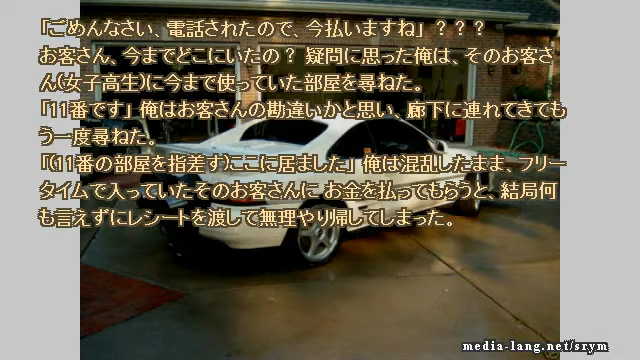 「ごめんなさい、電話されたので、今払いますね」 ？？？
お客さん、今までどこにいたの？ 疑問に思った俺は、そのお客さ
ん(女子高生)に今まで使っていた部屋を尋ねた。
「11番です」 俺はお客さんの勘違いかと思い、廊下に連れてきても
う一度尋ねた。
「(11番の部屋を指差す)ここに居ました」 俺は混乱したまま、フリー
タイムで入っていたそのお客さんに お金を払ってもらうと、結局何
も言えずにレシートを渡して無理やり帰してしまった。
media-lang.net/srym